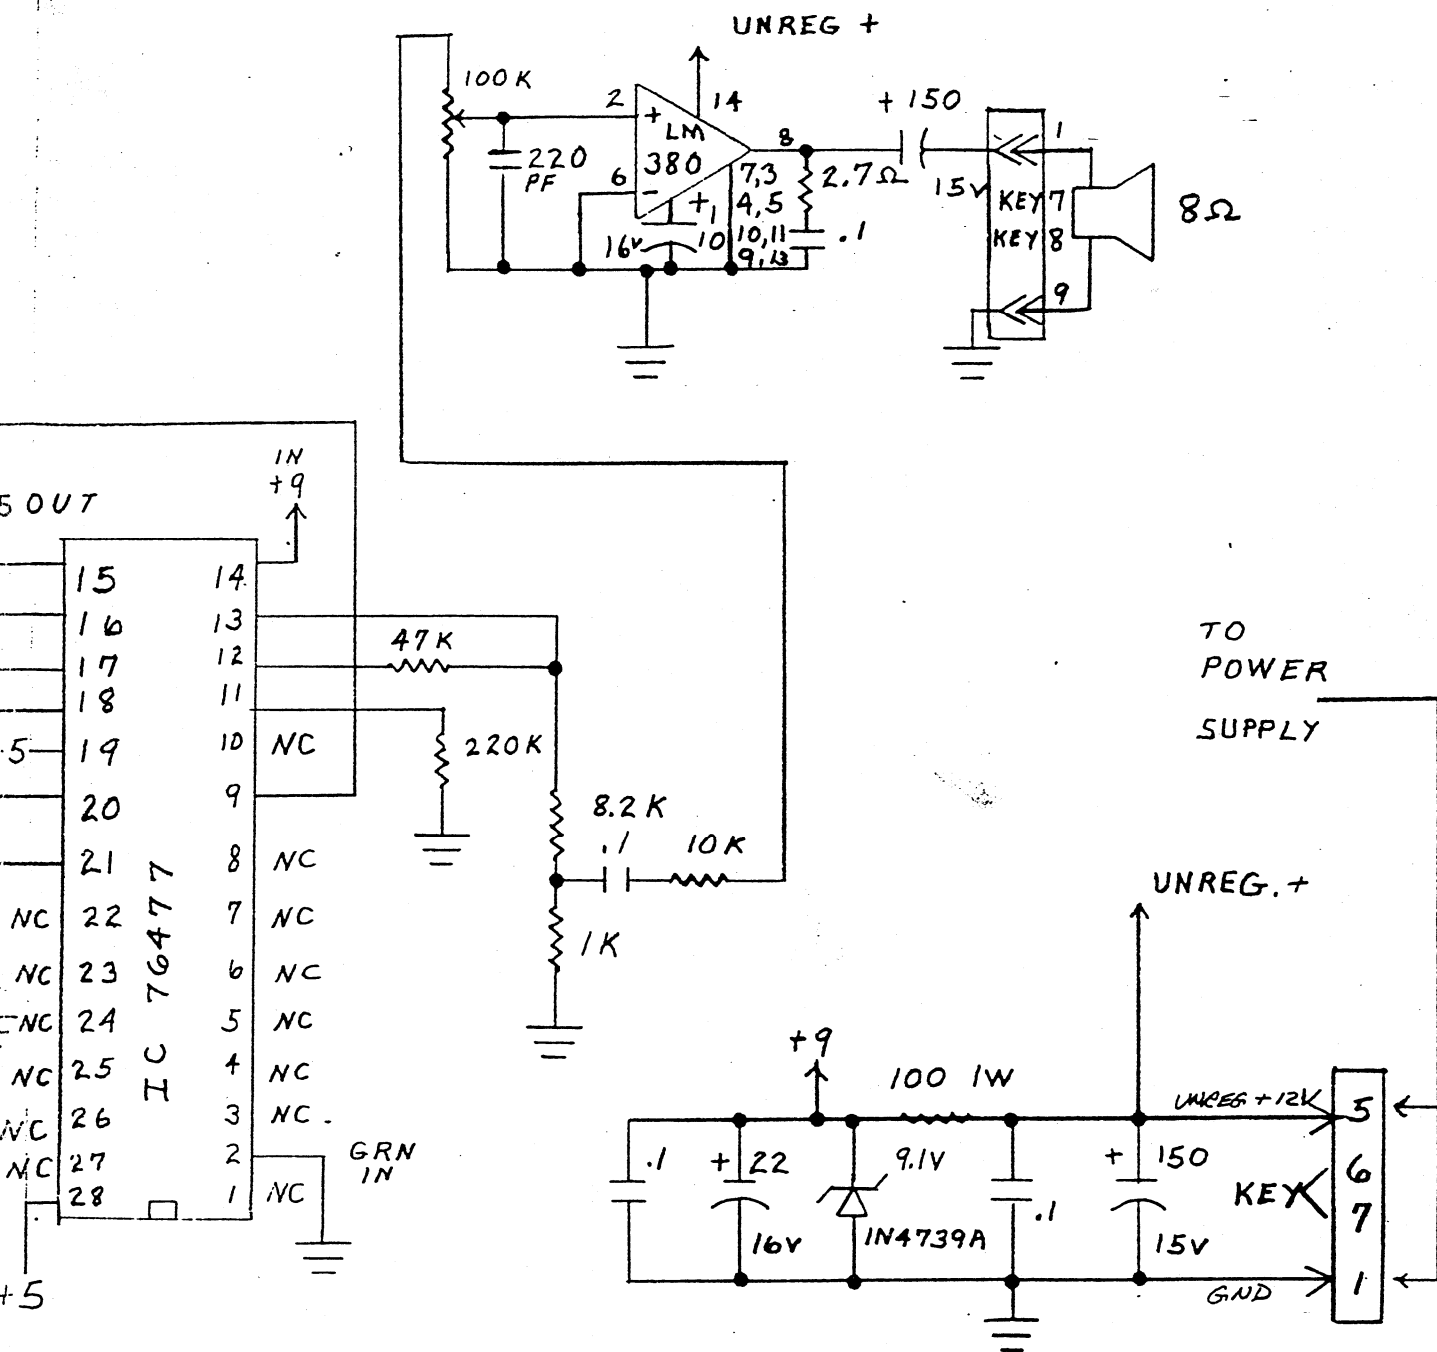 UNREG +
100K
2
14
+ 150
1
+
LM
8
220
380
7,3
2.7Ω
PF
6
-
15V
KEY 7
8Ω
+
1
4,5
KEY 8
16V
10
10,11
.1
9,13
9
IN
+9
5 OUT
15
14
16
13
47K
TO
17
12
POWER
18
11
SUPPLY
5
19
10
NC
220K
20
9
8.2K
.1
10K
21
8
NC
UNREG. +
NC
22
7
NC
1K
IC 76477
NC
23
6
NC
NC
24
5
NC
+9
NC
25
4
NC
100 1W
UNREG +12V
5
NC
26
3
NC.
GRN
IN
NC
27
2
.1
+ 22
9.1V
+ 150
6
28
1
NC
KEY
7
.1
16V
1N4739A
15V
+5
GND
1